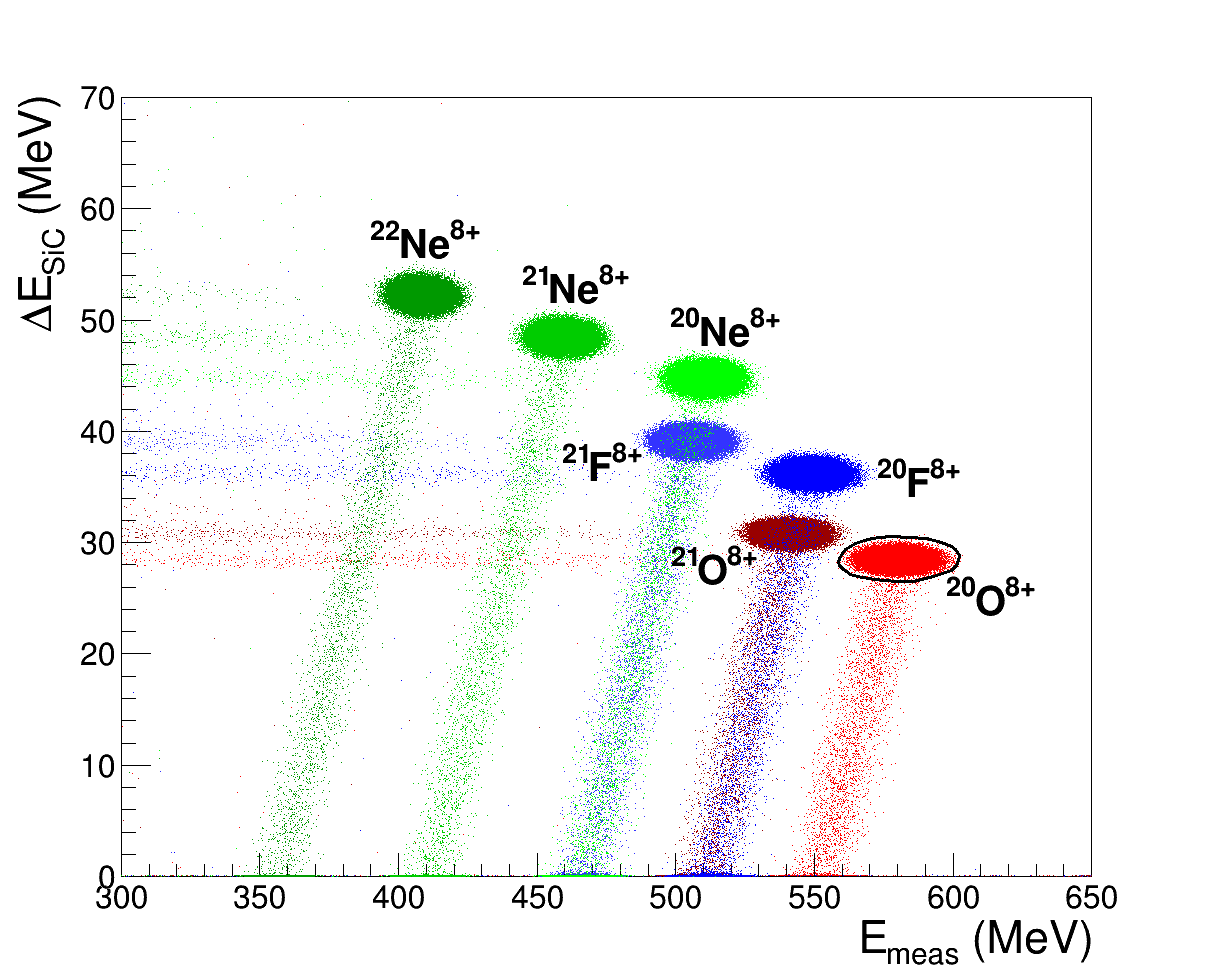 ΔE_SiC (MeV)
70
60
50
40
30
20
10
0
²²Ne⁸⁺
²¹Ne⁸⁺
²⁰Ne⁸⁺
²¹F⁸⁺
²⁰F⁸⁺
²¹O⁸⁺
²⁰O⁸⁺
300 350 400 450 500 550 600 650
E_meas (MeV)